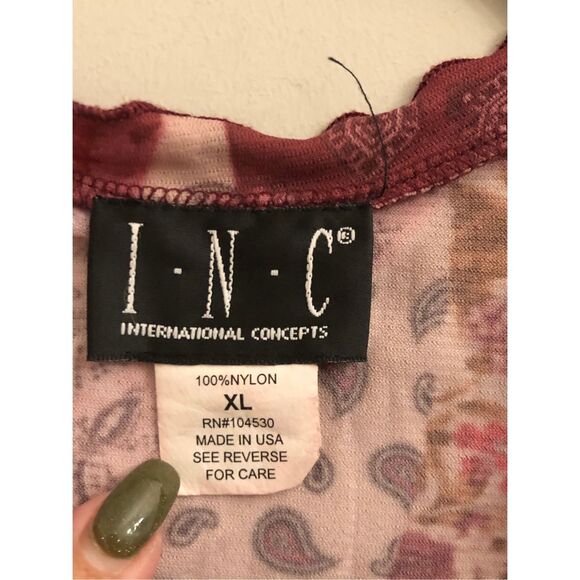 I·N·C®
INTERNATIONAL CONCEPTS
100%NYLON
XL
RN#104530
MADE IN USA
SEE REVERSE
FOR CARE